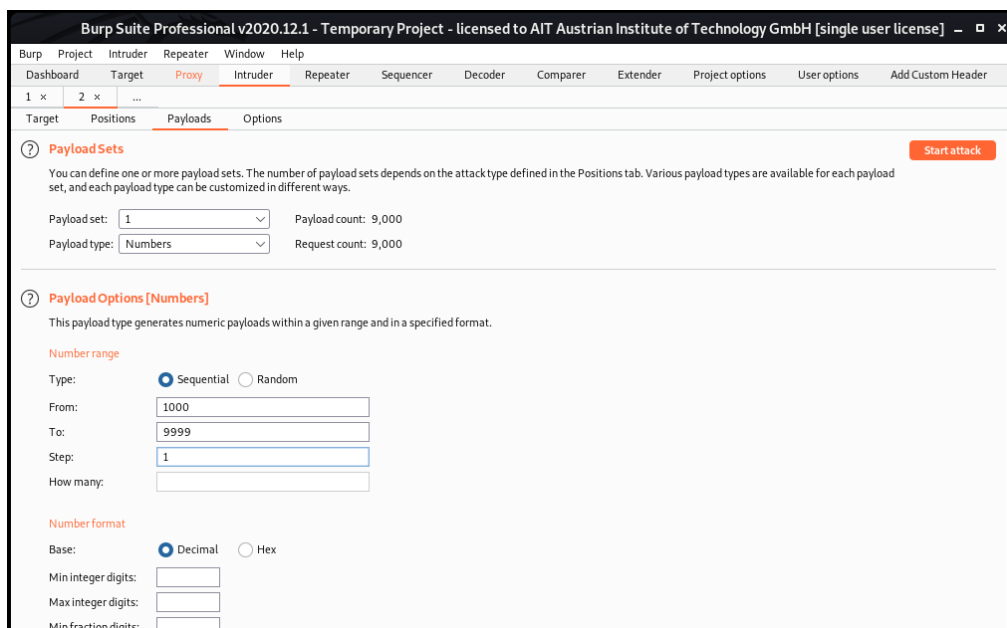 Burp Suite Professional v2020.12.1 - Temporary Project - licensed to AIT Austrian Institute of Technology GmbH [single user license]
Burp Project Intruder Repeater Window Help
Dashboard Target Proxy Intruder Repeater Sequencer Decoder Comparer Extender Project options User options Add Custom Header
1 × 2 × ...
Target Positions Payloads Options
? Payload Sets Start attack
You can define one or more payload sets. The number of payload sets depends on the attack type defined in the Positions tab. Various payload types are available for each payload
set, and each payload type can be customized in different ways.
Payload set: 1 Payload count: 9,000
Payload type: Numbers Request count: 9,000
? Payload Options [Numbers]
This payload type generates numeric payloads within a given range and in a specified format.
Number range
Type: Sequential Random
From: 1000
To: 9999
Step: 1
How many:
Number format
Base: Decimal Hex
Min integer digits:
Max integer digits:
Min fraction digits: